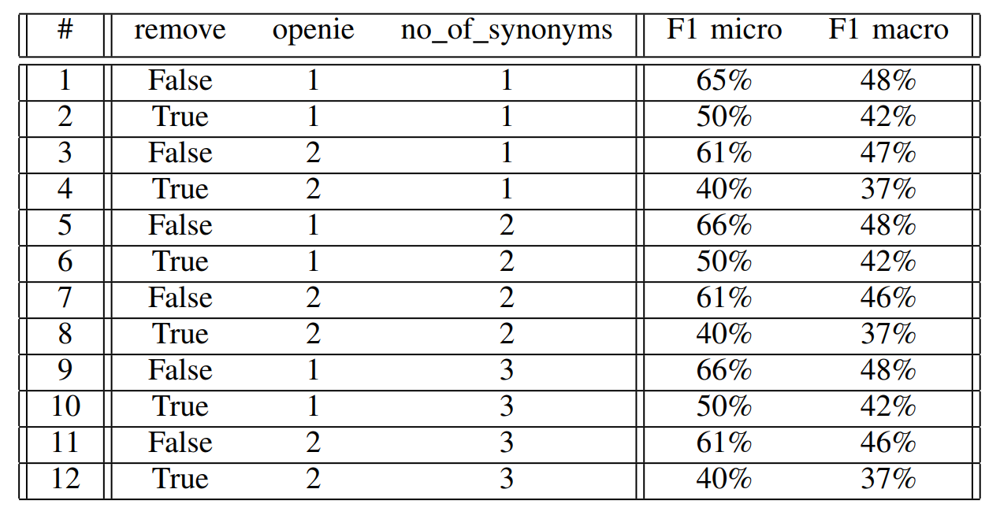 # remove openie no_of_synonyms F1 micro F1 macro
1 False 1 1 65% 48%
2 True 1 1 50% 42%
3 False 2 1 61% 47%
4 True 2 1 40% 37%
5 False 1 2 66% 48%
6 True 1 2 50% 42%
7 False 2 2 61% 46%
8 True 2 2 40% 37%
9 False 1 3 66% 48%
10 True 1 3 50% 42%
11 False 2 3 61% 46%
12 True 2 3 40% 37%